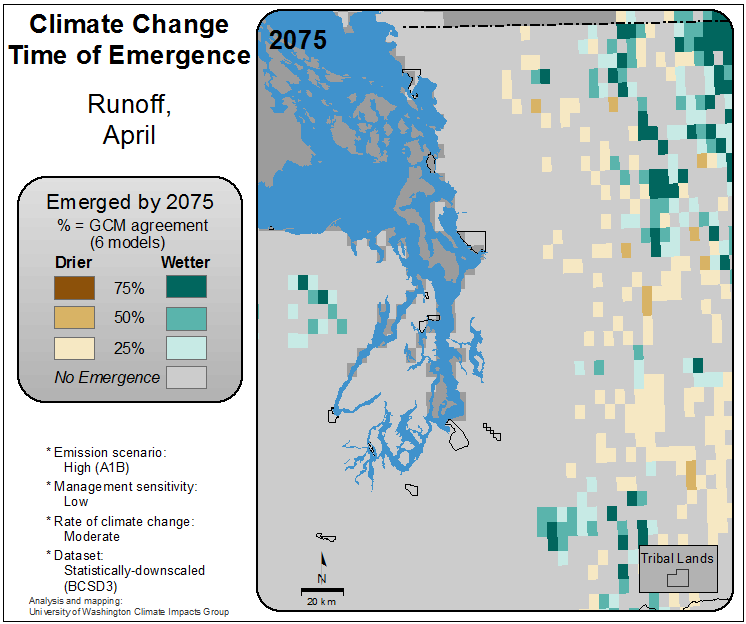 Climate Change
Time of Emergence
Runoff,
April
Emerged by 2075
% = GCM agreement
(6 models)
Drier Wetter
75%
50%
25%
No Emergence
* Emission scenario:
High (A1B)
* Management sensitivity:
Low
* Rate of climate change:
Moderate
* Dataset:
Statistically-downscaled
(BCSD3)
Analysis and mapping:
University of Washington Climate Impacts Group
2075
N
20 km
Tribal Lands